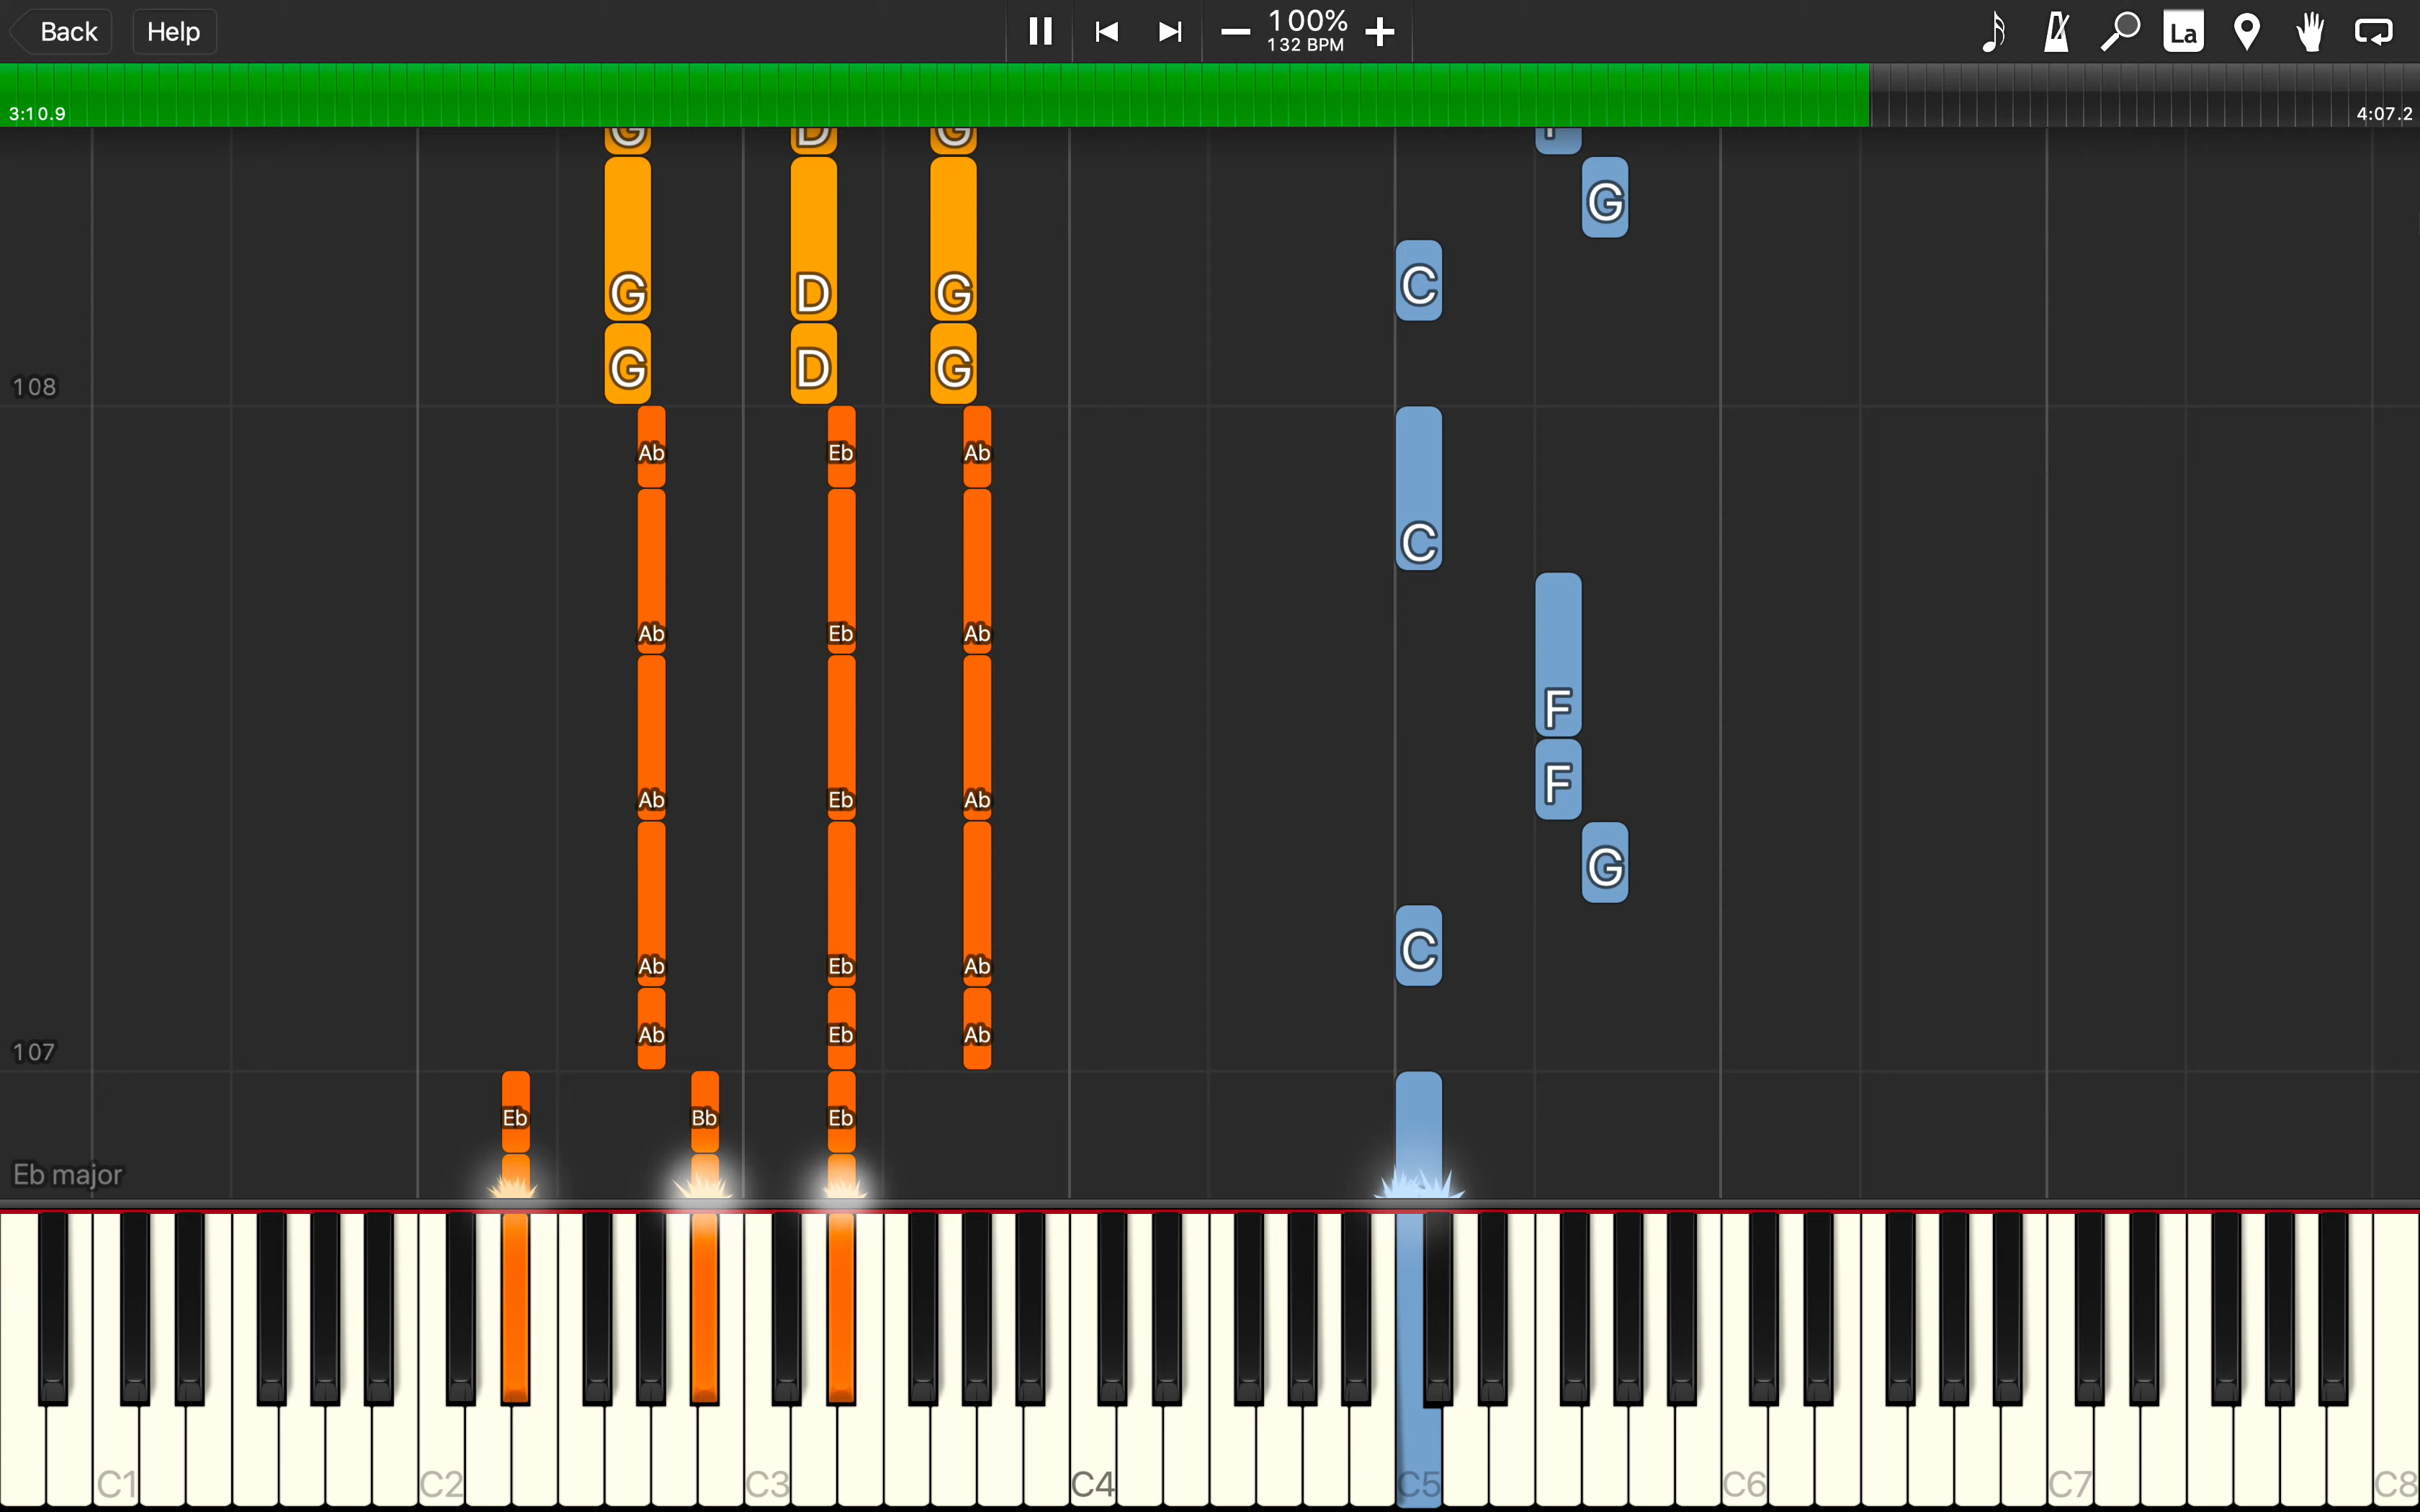 Back Help 100% La
132 BPM
3:10.9 4:07.2
G D G F
G
C
G D G
G D G
108
Ab Eb Ab
C
Ab Eb Ab
F
F
Ab Eb Ab
G
C
Ab Eb Ab
Ab Eb Ab
107
Eb Bb Eb
Eb major
C1 C2 C3 C4 C5 C6 C7 C8